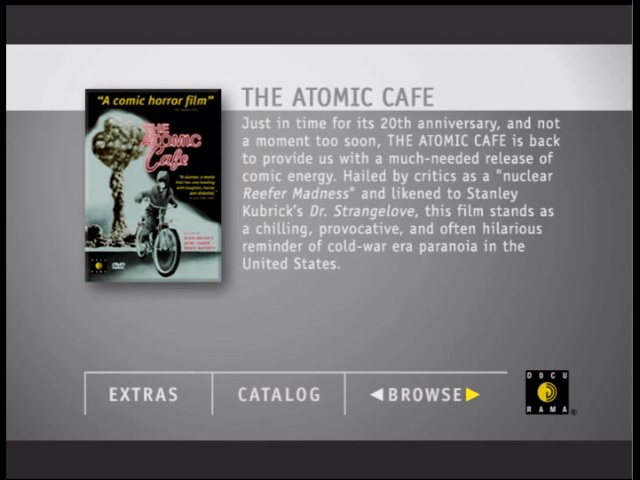 "A comic horror film"
THE
ATOMIC
Cafe
DVD
THE ATOMIC CAFE
Just in time for its 20th anniversary, and not
a moment too soon, THE ATOMIC CAFE is back
to provide us with a much-needed release of
comic energy. Hailed by critics as a "nuclear
Reefer Madness" and likened to Stanley
Kubrick's Dr. Strangelove, this film stands as
a chilling, provocative, and often hilarious
reminder of cold-war era paranoia in the
United States.
EXTRAS
CATALOG
◀BROWSE▶
DOCU
RAMA®